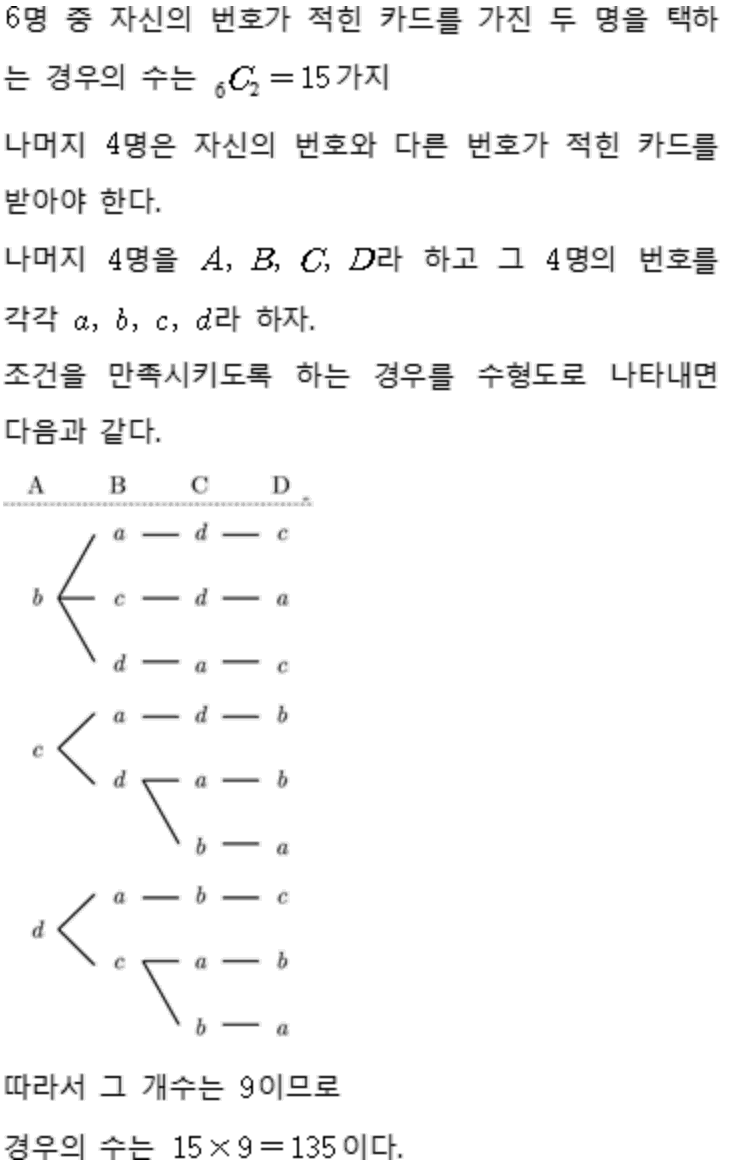 6명 중 자신의 번호가 적힌 카드를 가진 두 명을 택하
는 경우의 수는 ₆C₂ = 15가지
나머지 4명은 자신의 번호와 다른 번호가 적힌 카드를
받아야 한다.
나머지 4명을 A, B, C, D라 하고 그 4명의 번호를
각각 a, b, c, d라 하자.
조건을 만족시키도록 하는 경우를 수형도로 나타내면
다음과 같다.
A B C D
a — d — c
b c — d — a
d — a — c
a — d — b
c
d a — b
b — a
a — b — c
d
c a — b
b — a
따라서 그 개수는 9이므로
경우의 수는 15×9=135이다.